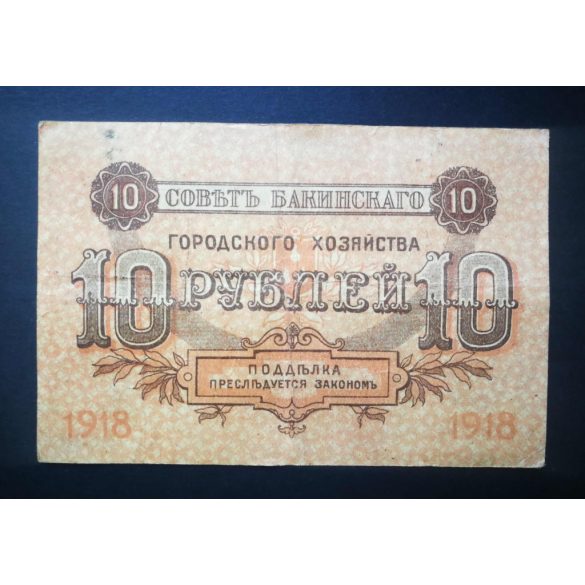 10 СОВѢТЪ БАКИНСКАГО 10
ГОРОДСКОГО ХОЗЯЙСТВА
10 РУБЛЕЙ 10
ПОДДѢЛКА
ПРЕСЛѢДУЕТСЯ ЗАКОНОМЪ
1918 1918